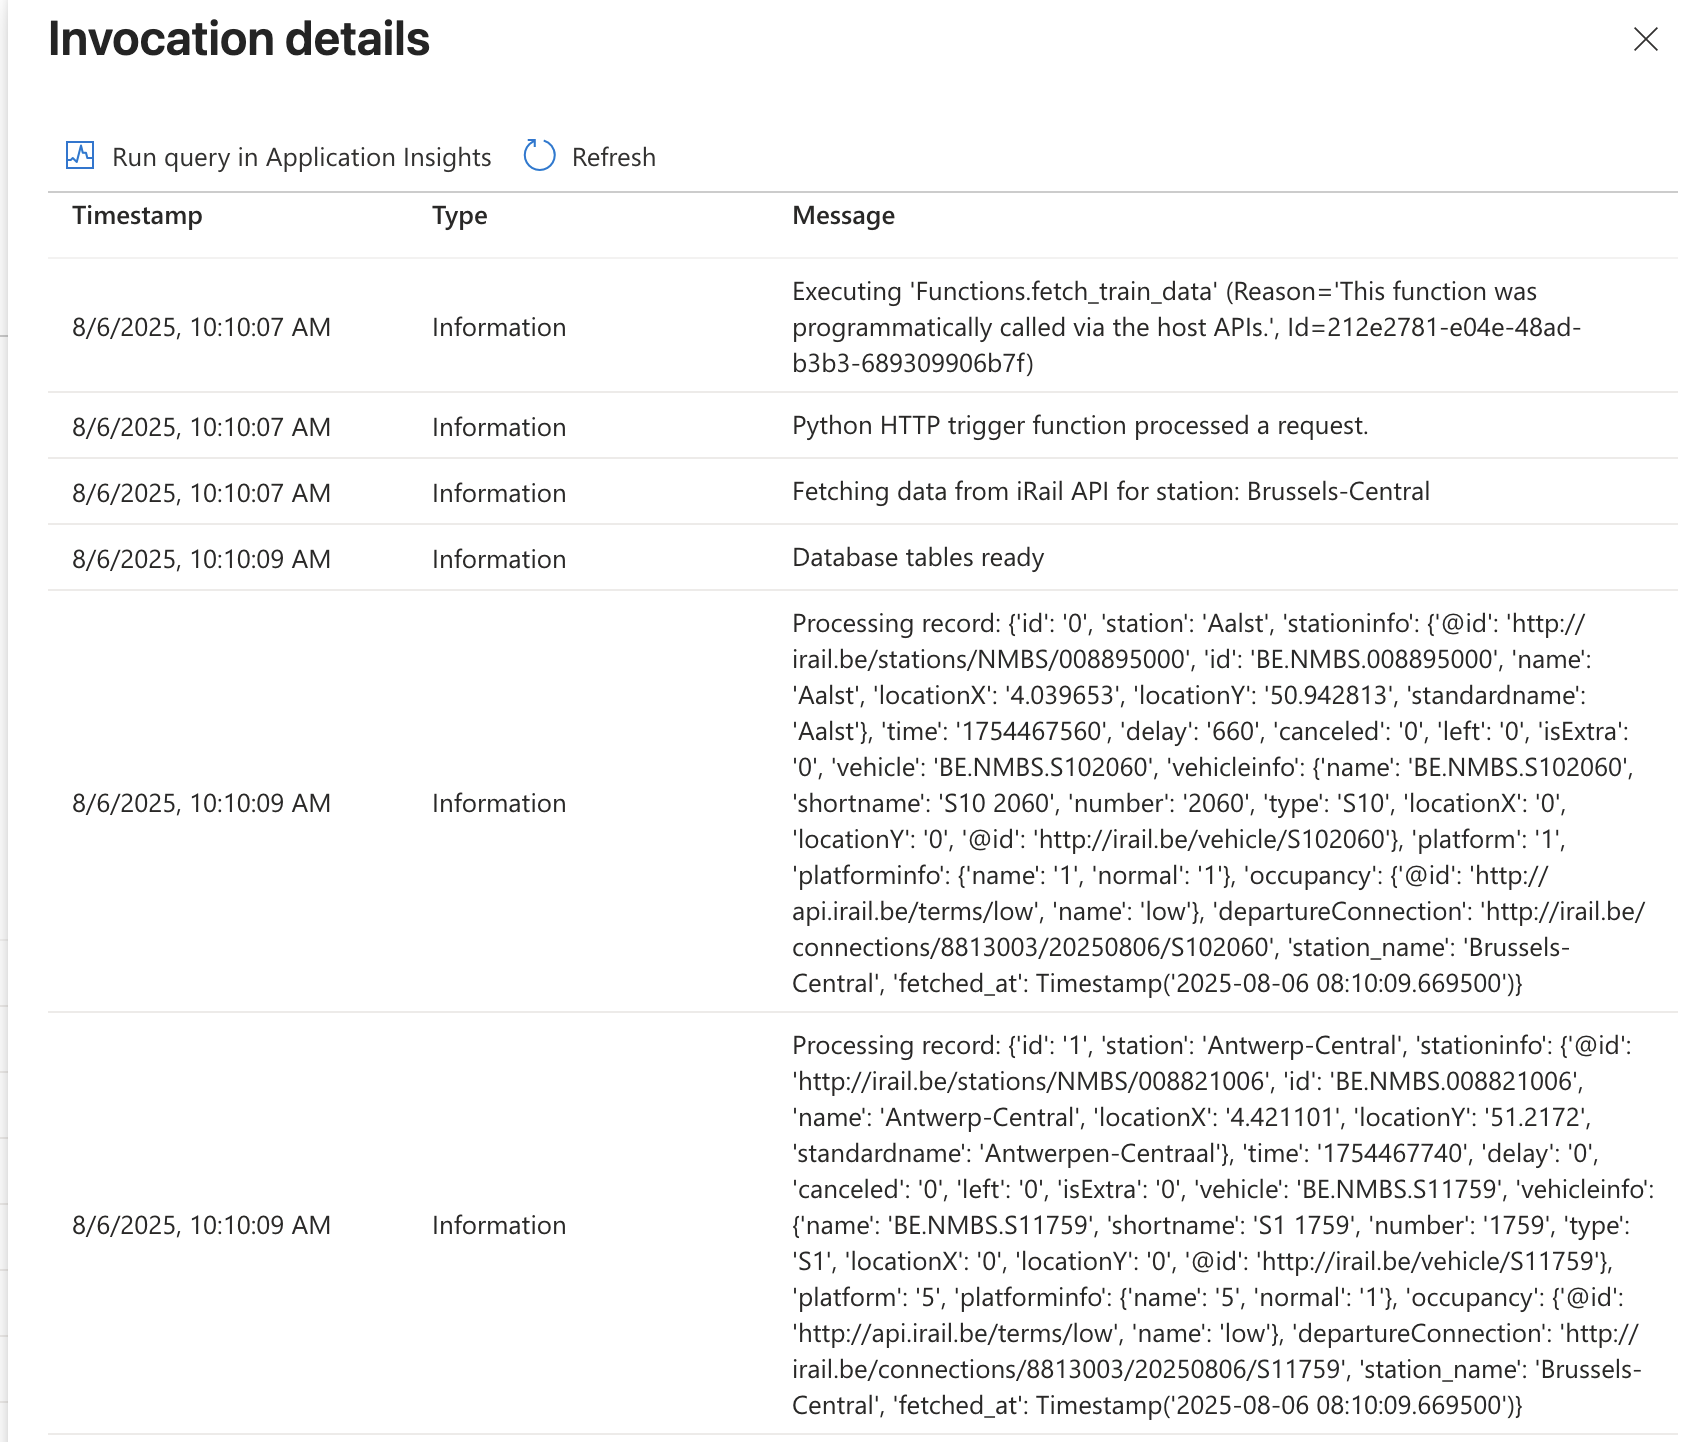 Invocation details
Run query in Application Insights
Refresh
Timestamp Type Message
8/6/2025, 10:10:07 AM Information
Executing 'Functions.fetch_train_data' (Reason='This function was
programmatically called via the host APIs.', Id=212e2781-e04e-48ad-
b3b3-689309906b7f)
8/6/2025, 10:10:07 AM Information Python HTTP trigger function processed a request.
8/6/2025, 10:10:07 AM Information Fetching data from iRail API for station: Brussels-Central
8/6/2025, 10:10:09 AM Information Database tables ready
8/6/2025, 10:10:09 AM Information
Processing record: {'id': '0', 'station': 'Aalst', 'stationinfo': {'@id': 'http://
irail.be/stations/NMBS/008895000', 'id': 'BE.NMBS.008895000', 'name':
'Aalst', 'locationX': '4.039653', 'locationY': '50.942813', 'standardname':
'Aalst'}, 'time': '1754467560', 'delay': '660', 'canceled': '0', 'left': '0', 'isExtra':
'0', 'vehicle': 'BE.NMBS.S102060', 'vehicleinfo': {'name': 'BE.NMBS.S102060',
'shortname': 'S10 2060', 'number': '2060', 'type': 'S10', 'locationX': '0',
'locationY': '0', '@id': 'http://irail.be/vehicle/S102060'}, 'platform': '1',
'platforminfo': {'name': '1', 'normal': '1'}, 'occupancy': {'@id': 'http://
api.irail.be/terms/low', 'name': 'low'}, 'departureConnection': 'http://irail.be/
connections/8813003/20250806/S102060', 'station_name': 'Brussels-
Central', 'fetched_at': Timestamp('2025-08-06 08:10:09.669500')}
8/6/2025, 10:10:09 AM Information
Processing record: {'id': '1', 'station': 'Antwerp-Central', 'stationinfo': {'@id':
'http://irail.be/stations/NMBS/008821006', 'id': 'BE.NMBS.008821006',
'name': 'Antwerp-Central', 'locationX': '4.421101', 'locationY': '51.2172',
'standardname': 'Antwerpen-Centraal'}, 'time': '1754467740', 'delay': '0',
'canceled': '0', 'left': '0', 'isExtra': '0', 'vehicle': 'BE.NMBS.S11759', 'vehicleinfo':
{'name': 'BE.NMBS.S11759', 'shortname': 'S1 1759', 'number': '1759', 'type':
'S1', 'locationX': '0', 'locationY': '0', '@id': 'http://irail.be/vehicle/S11759'},
'platform': '5', 'platforminfo': {'name': '5', 'normal': '1'}, 'occupancy': {'@id':
'http://api.irail.be/terms/low', 'name': 'low'}, 'departureConnection': 'http://
irail.be/connections/8813003/20250806/S11759', 'station_name': 'Brussels-
Central', 'fetched_at': Timestamp('2025-08-06 08:10:09.669500')}